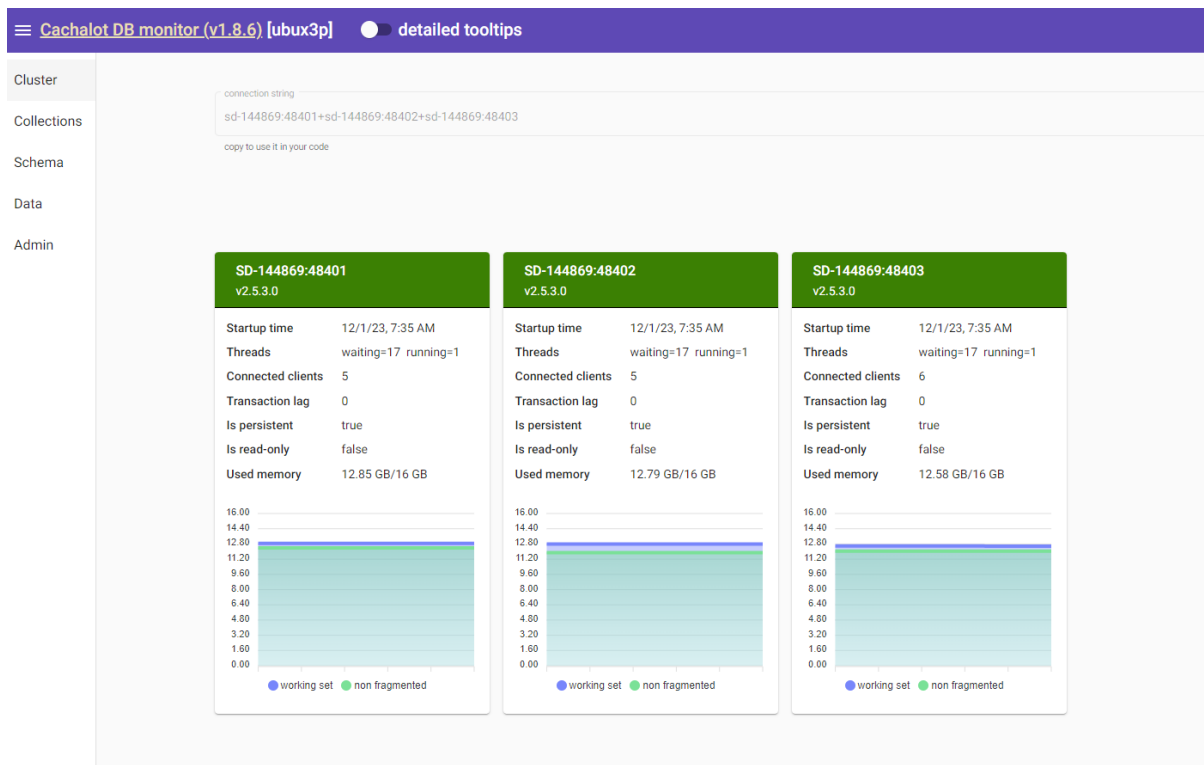 Cachalot DB monitor (v1.8.6) [ubux3p] detailed tooltips
Cluster
Collections
Schema
Data
Admin
connection string
sd-144869:48401+sd-144869:48402+sd-144869:48403
copy to use it in your code
SD-144869:48401
v2.5.3.0
Startup time 12/1/23, 7:35 AM
Threads waiting=17 running=1
Connected clients 5
Transaction lag 0
Is persistent true
Is read-only false
Used memory 12.85 GB/16 GB
16.00
14.40
12.80
11.20
9.60
8.00
6.40
4.80
3.20
1.60
0.00
working set non fragmented
SD-144869:48402
v2.5.3.0
Startup time 12/1/23, 7:35 AM
Threads waiting=17 running=1
Connected clients 5
Transaction lag 0
Is persistent true
Is read-only false
Used memory 12.79 GB/16 GB
16.00
14.40
12.80
11.20
9.60
8.00
6.40
4.80
3.20
1.60
0.00
working set non fragmented
SD-144869:48403
v2.5.3.0
Startup time 12/1/23, 7:35 AM
Threads waiting=17 running=1
Connected clients 6
Transaction lag 0
Is persistent true
Is read-only false
Used memory 12.58 GB/16 GB
16.00
14.40
12.80
11.20
9.60
8.00
6.40
4.80
3.20
1.60
0.00
working set non fragmented